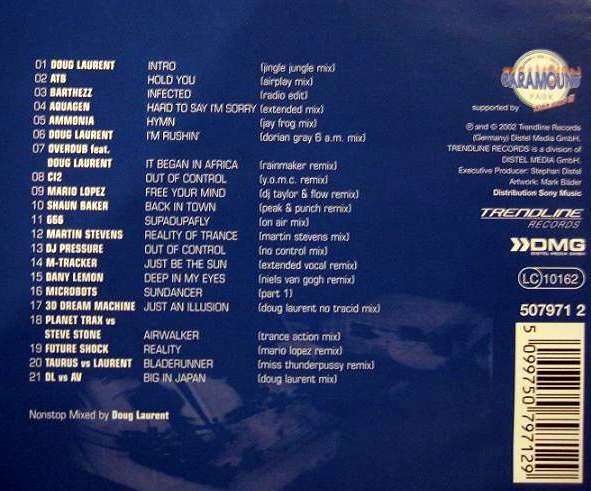 01 DOUG LAURENT INTRO (jingle jungle mix)
02 ATB HOLD YOU (airplay mix)
03 BARTHEZZ INFECTED (radio edit)
04 AQUAGEN HARD TO SAY I'M SORRY (extended mix)
05 AMMONIA HYMN (jay frog mix)
06 DOUG LAURENT I'M RUSHIN' (dorian gray 6 a.m. mix)
07 OVERDUB feat.
DOUG LAURENT IT BEGAN IN AFRICA (rainmaker remix)
08 CI2 OUT OF CONTROL (y.o.m.c. remix)
09 MARIO LOPEZ FREE YOUR MIND (dj taylor & flow remix)
10 SHAUN BAKER BACK IN TOWN (peak & punch remix)
11 666 SUPADUPAFLY (on air mix)
12 MARTIN STEVENS REALITY OF TRANCE (martin stevens mix)
13 DJ PRESSURE OUT OF CONTROL (no control mix)
14 M-TRACKER JUST BE THE SUN (extended vocal remix)
15 DANY LEMON DEEP IN MY EYES (niels van gogh remix)
16 MICROBOTS SUNDANCER (part 1)
17 3D DREAM MACHINE JUST AN ILLUSION (doug laurent no tracid mix)
18 PLANET TRAX vs
STEVE STONE AIRWALKER (trance action mix)
19 FUTURE SHOCK REALITY (mario lopez remix)
20 TAURUS vs LAURENT BLADERUNNER (miss thunderpussy remix)
21 DL vs AV BIG IN JAPAN (doug laurent mix)
Nonstop Mixed by Doug Laurent
PARAMOUNT
PARK
supported by
℗ and © 2002 Trendline Records
(Germany) Distel Media GmbH.
TRENDLINE RECORDS is a division of
DISTEL MEDIA GmbH.
Executive Producer: Stephan Distel
Artwork: Mark Bäder
Distribution Sony Music
TRENDLINE
RECORDS
DMG
DISTEL MEDIA GMBH
LC 10162
507971 2
5 099750 797129